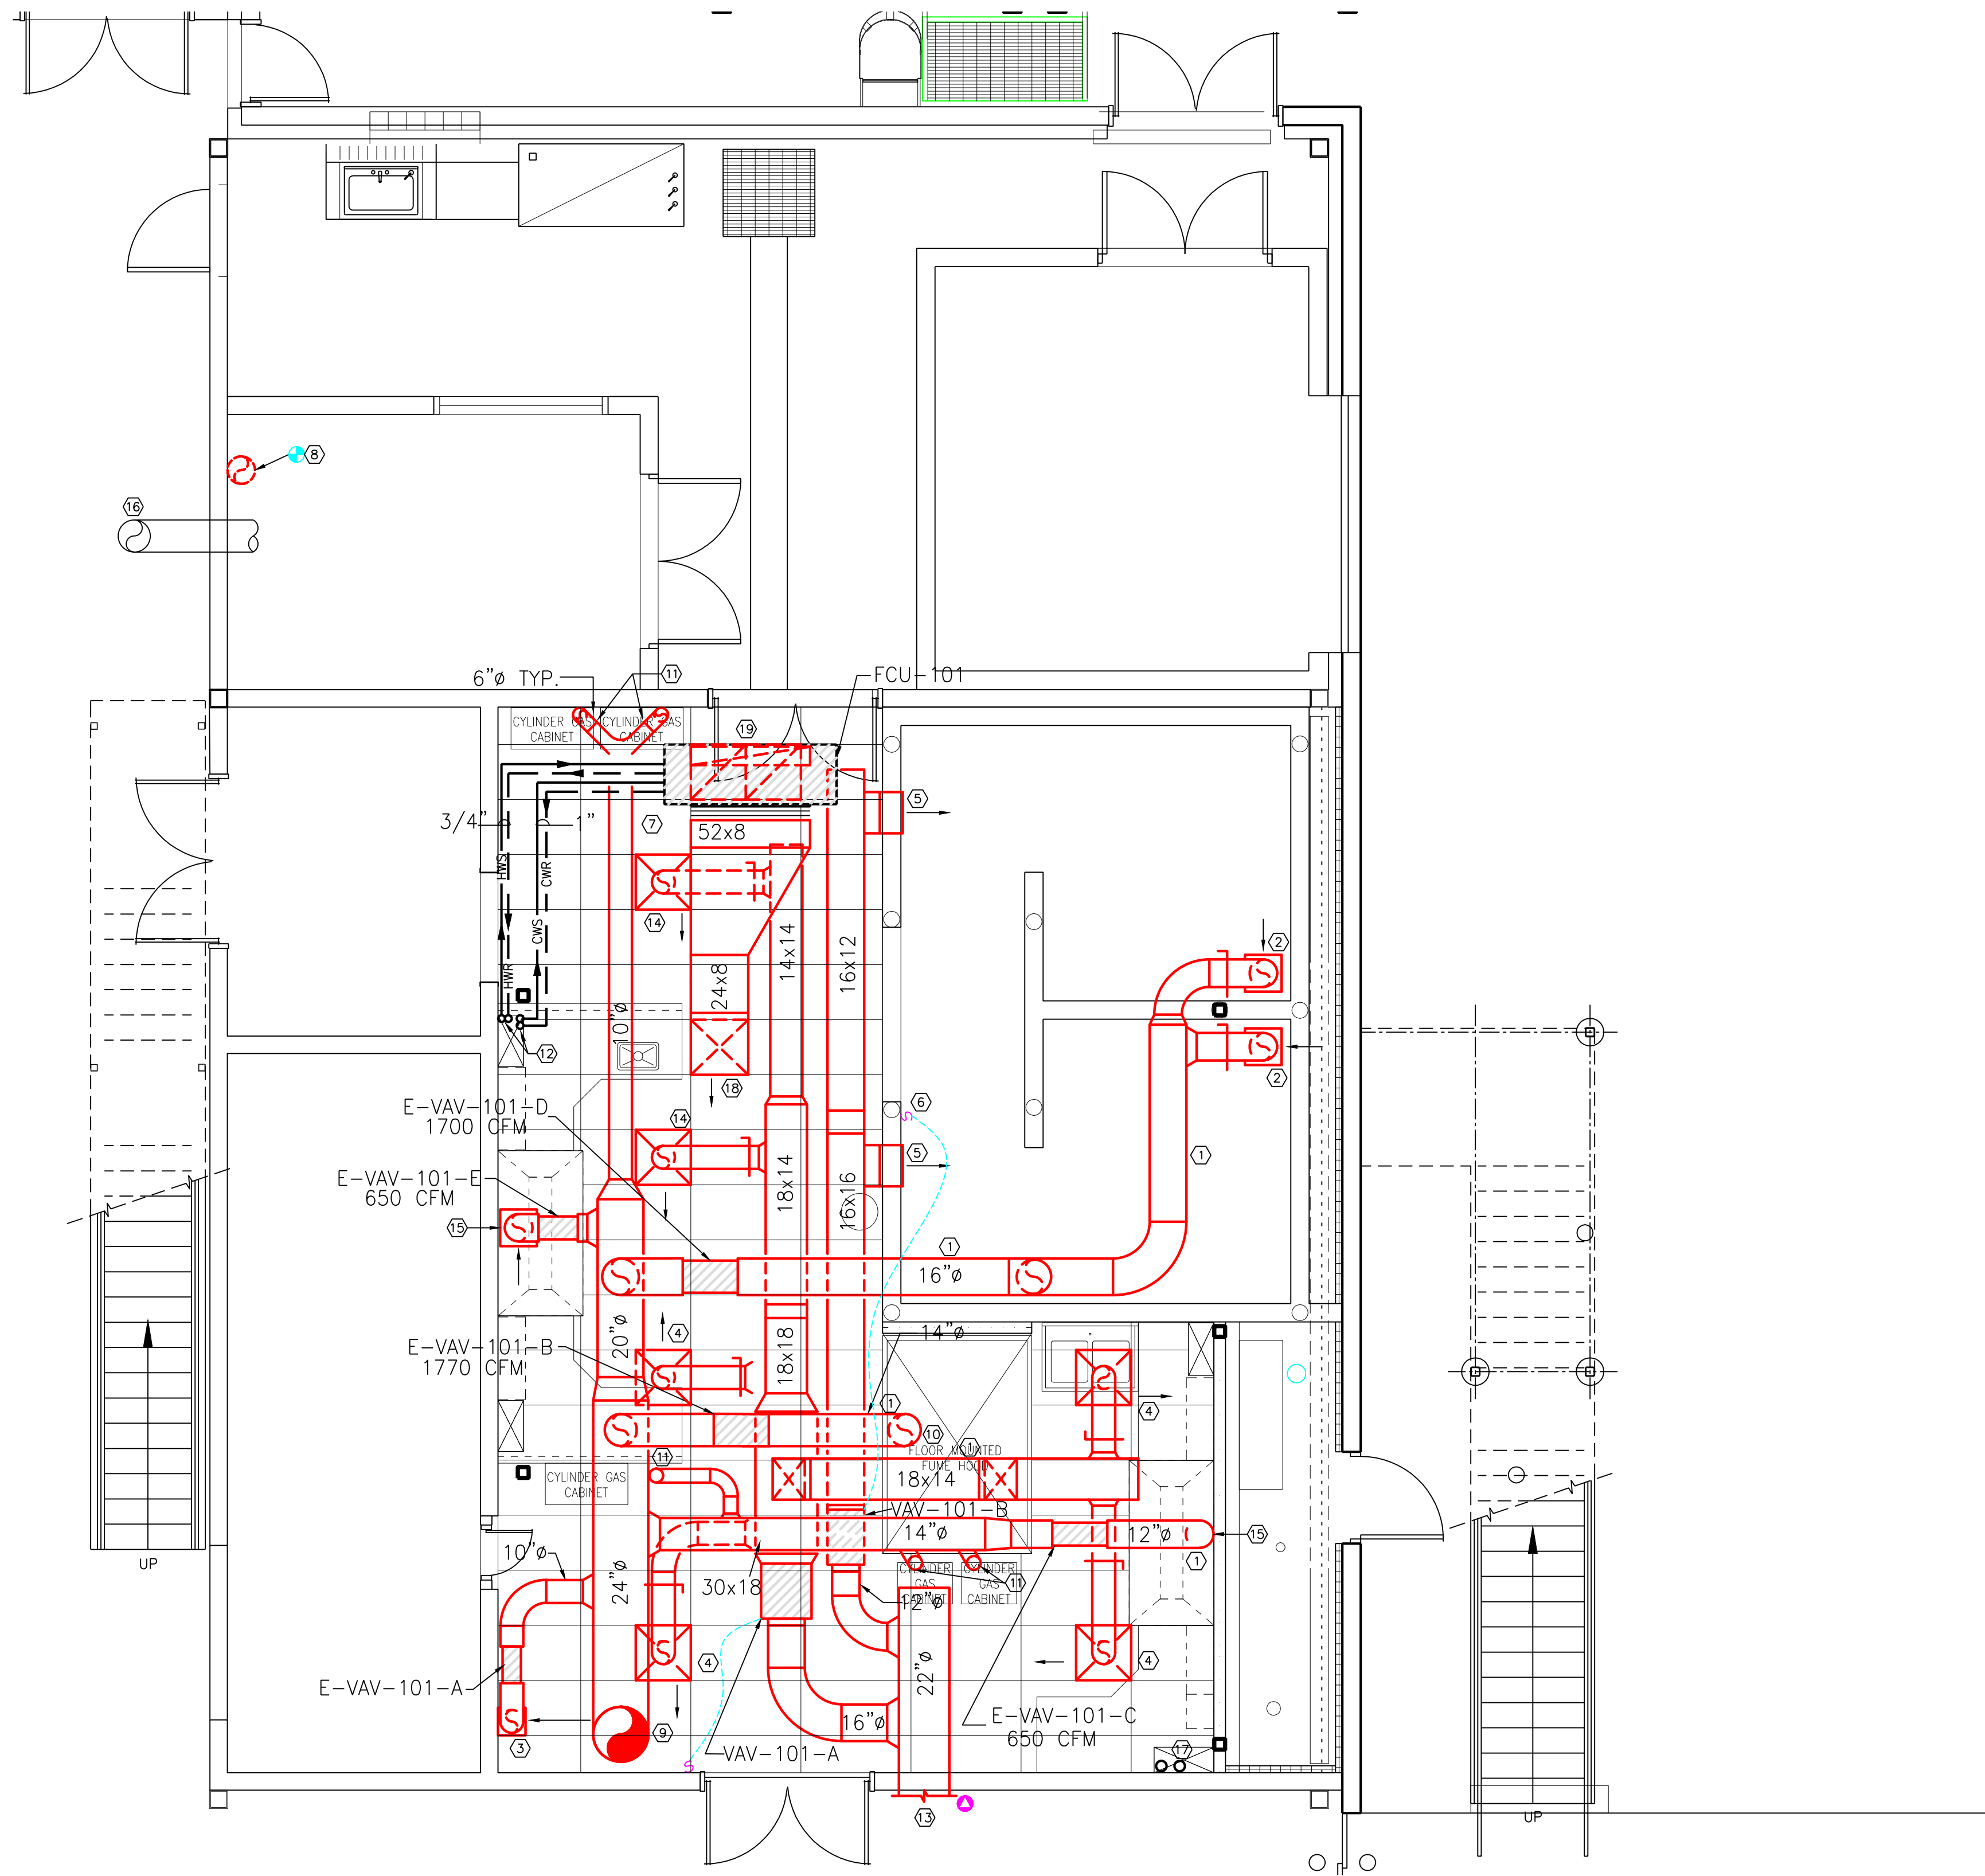 8
16
6"ø TYP.
11
FCU-101
CYLINDER GAS
CABINET
CYLINDER GAS
CABINET
19
5
3/4"
1"
7
52x8
HWS
CWR
14
CWS
HWR
10"ø
24x8
14x14
16x12
2
12
18
2
E-VAV-101-D
1700 CFM
14
6
5
1
E-VAV-101-E
650 CFM
15
18x14
16x16
1
16"ø
20"ø
4
E-VAV-101-B
1770 CFM
18x18
14"ø
1
4
10
11
1
FLOOR MOUNTED
FUME HOOD
CYLINDER GAS
CABINET
18x14
VAV-101-B
14"ø
12"ø
15
10"ø
24"ø
30x18
1
CYLINDER
GAS
CABINET
CYLINDER
GAS
CABINET
11
12"ø
UP
4
4
22"ø
E-VAV-101-A
16"ø
E-VAV-101-C
650 CFM
3
9
VAV-101-A
17
13
UP